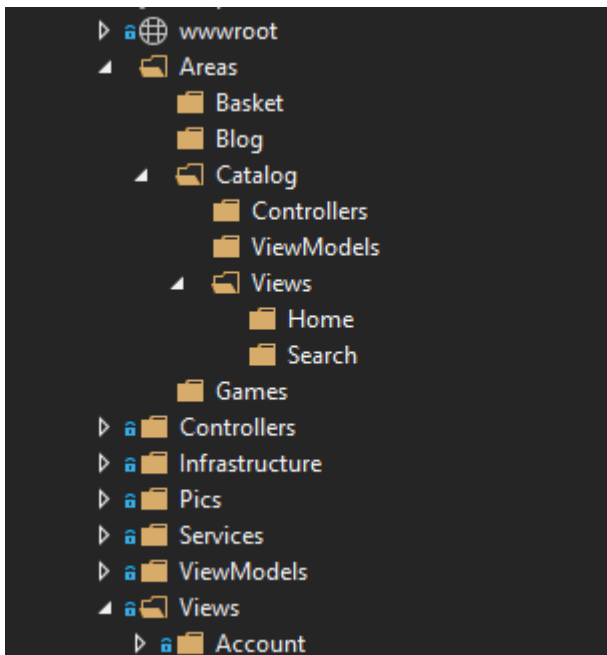 wwwroot
Areas
Basket
Blog
Catalog
Controllers
ViewModels
Views
Home
Search
Games
Controllers
Infrastructure
Pics
Services
ViewModels
Views
Account